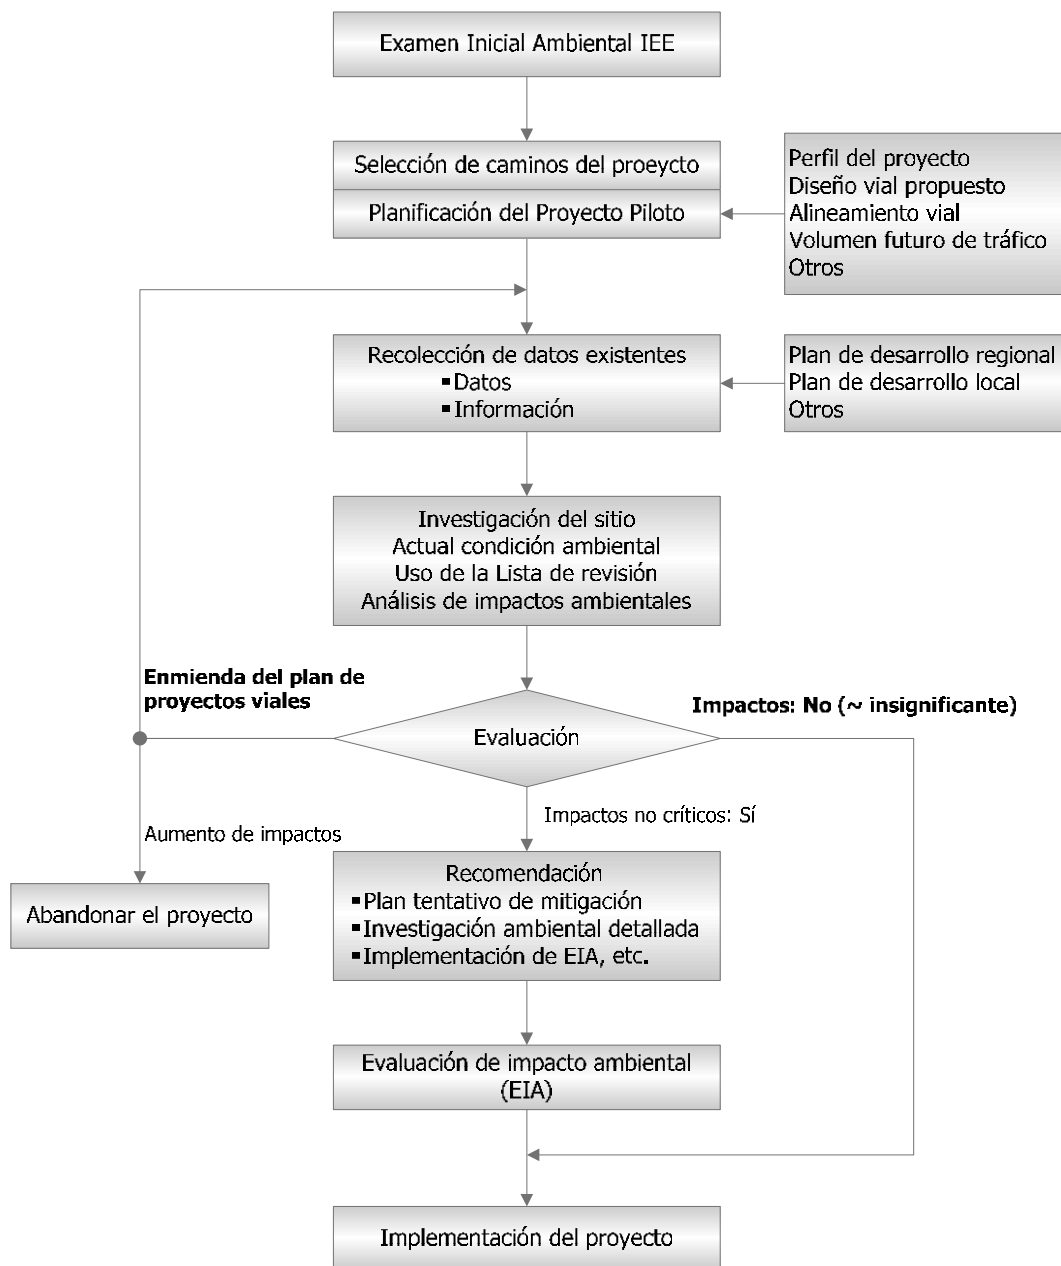 Examen Inicial Ambiental IEE
Selección de caminos del proeycto
Planificación del Proyecto Piloto
Perfil del proyecto
Diseño vial propuesto
Alineamiento vial
Volumen futuro de tráfico
Otros
Recolección de datos existentes
▪Datos
▪Información
Plan de desarrollo regional
Plan de desarrollo local
Otros
Investigación del sitio
Actual condición ambiental
Uso de la Lista de revisión
Análisis de impactos ambientales
Enmienda del plan de
proyectos viales
Impactos: No (~ insignificante)
Evaluación
Impactos no críticos: Sí
Aumento de impactos
Abandonar el proyecto
Recomendación
▪Plan tentativo de mitigación
▪Investigación ambiental detallada
▪Implementación de EIA, etc.
Evaluación de impacto ambiental
(EIA)
Implementación del proyecto